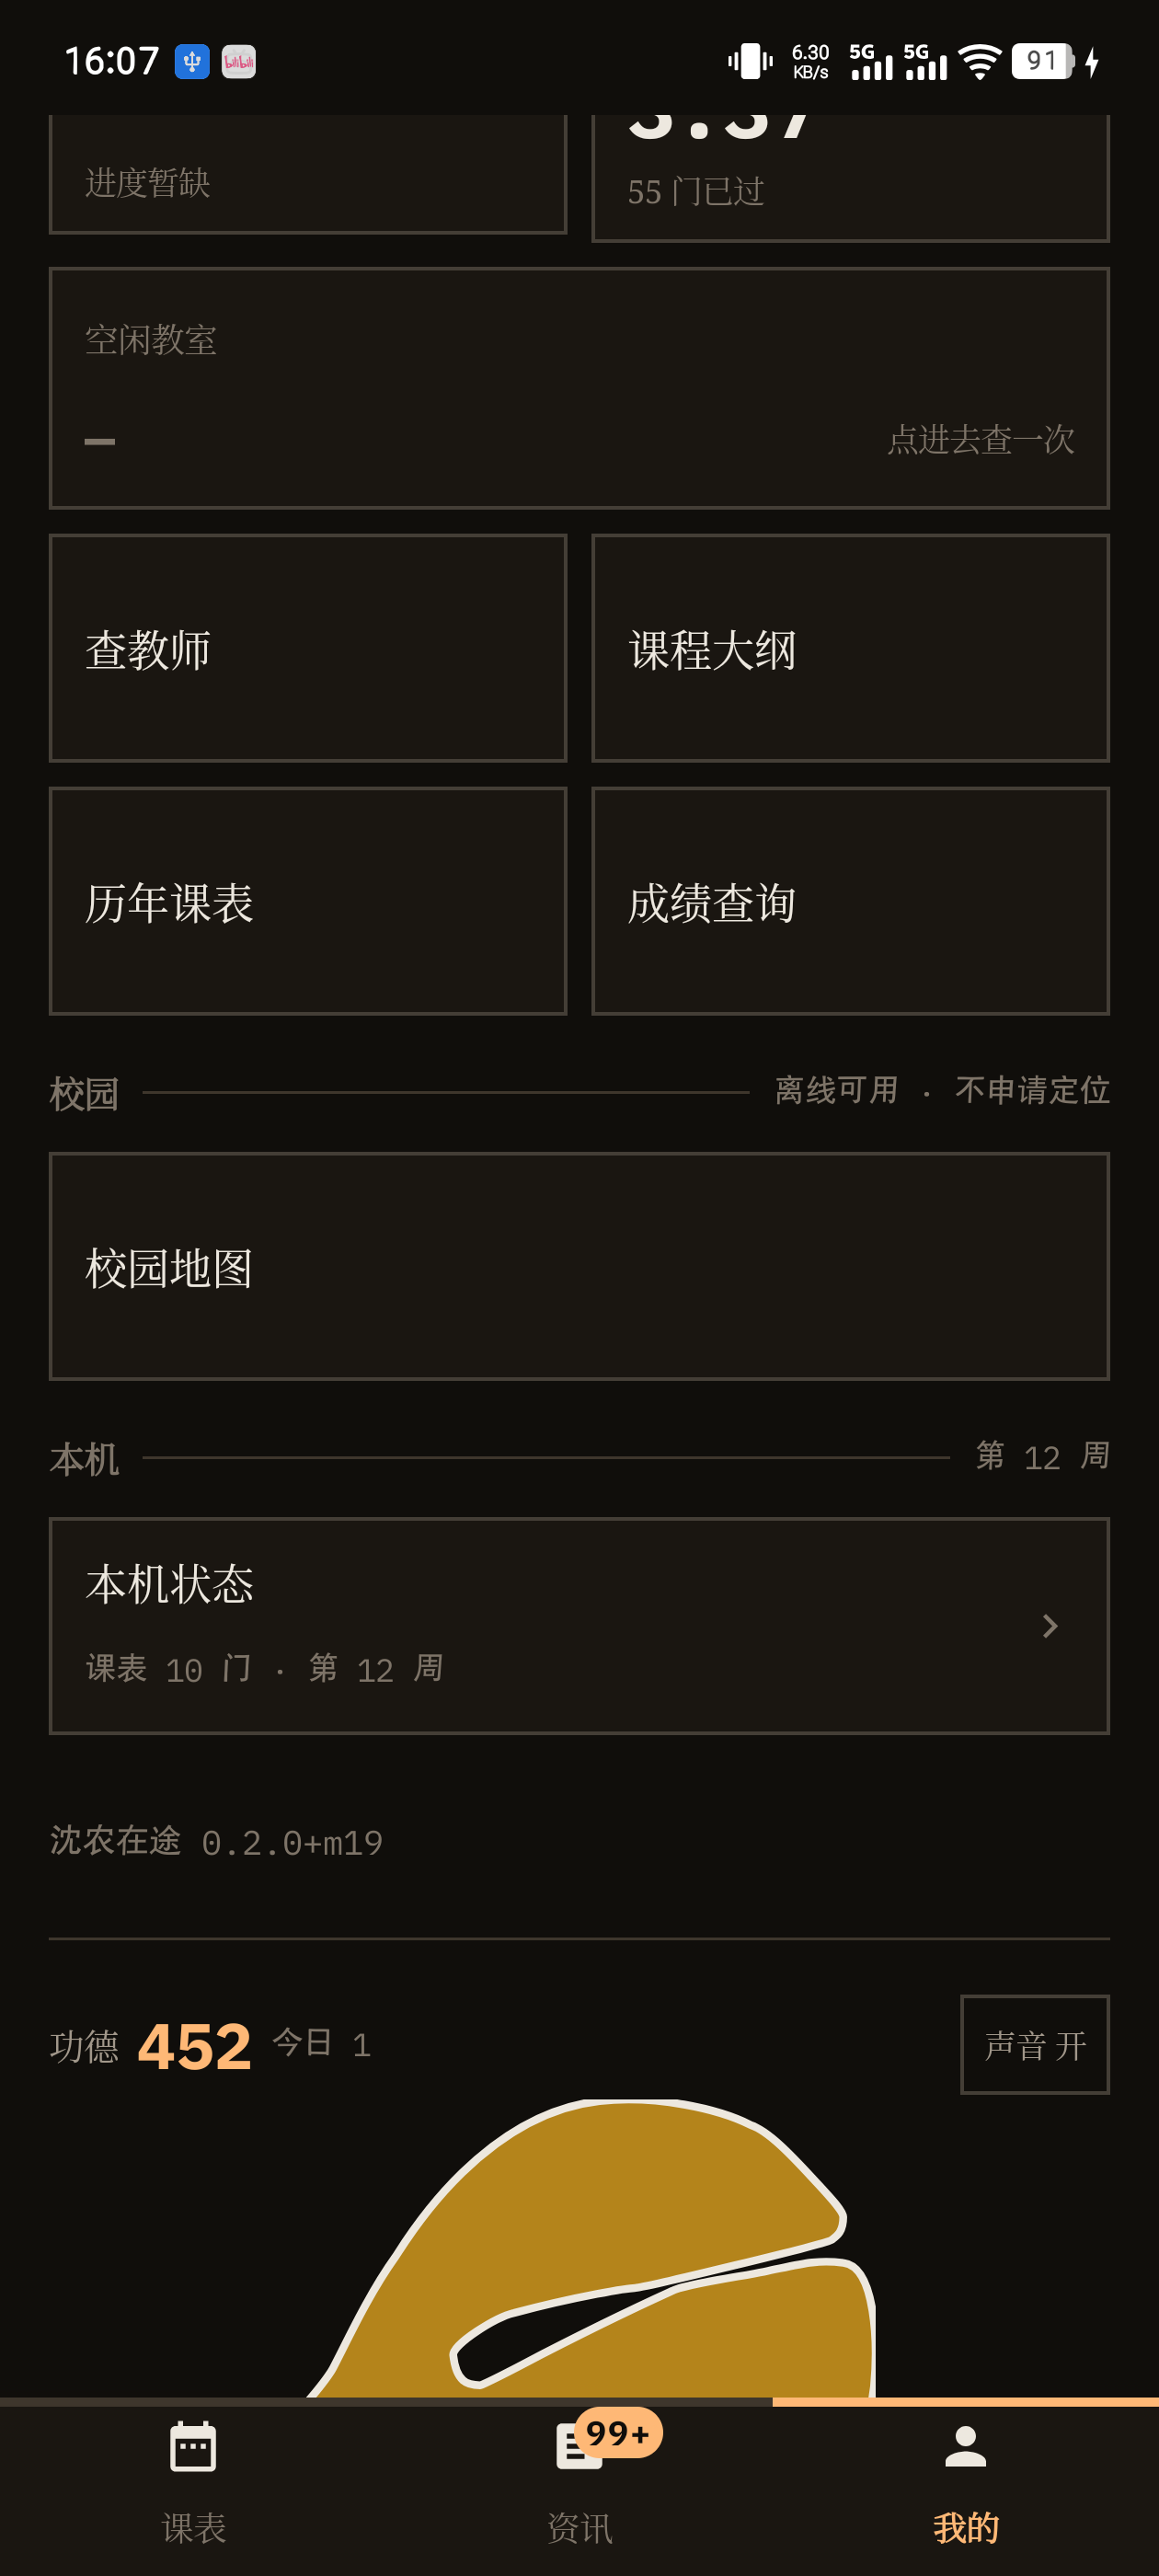 16:07
6.30 KB/s
5G 5G
91
进度暂缺
55 门已过
空闲教室
—
点进去查一次
查教师
课程大纲
历年课表
成绩查询
校园
离线可用 · 不申请定位
校园地图
本机
第 12 周
本机状态
课表 10 门 · 第 12 周
沈农在途 0.2.0+m19
功德 452 今日 1
声音 开
99+
课表
资讯
我的